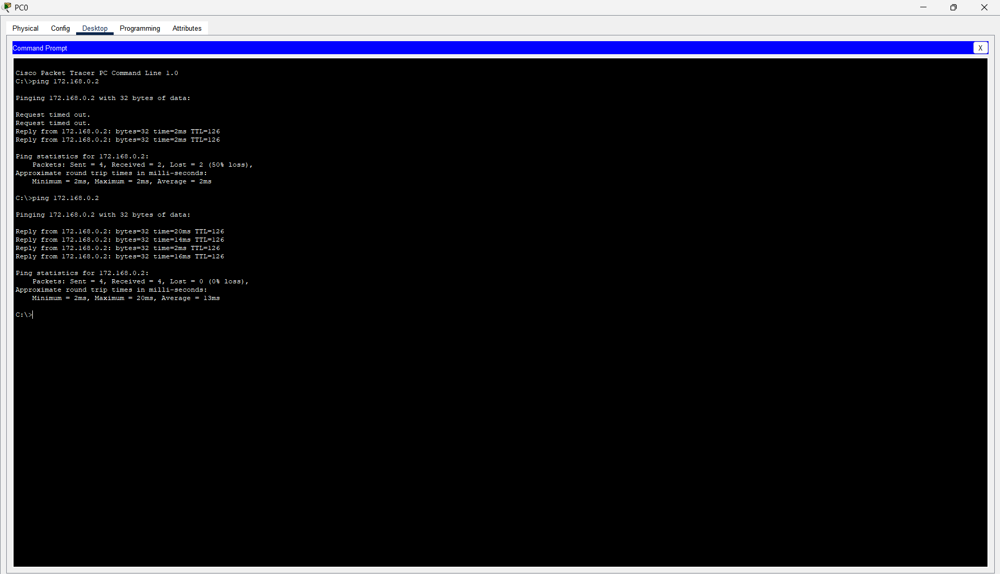 PC0
Physical Config Desktop Programming Attributes
Command Prompt X
Cisco Packet Tracer PC Command Line 1.0
C:\>ping 172.168.0.2
Pinging 172.168.0.2 with 32 bytes of data:
Request timed out.
Request timed out.
Reply from 172.168.0.2: bytes=32 time=2ms TTL=126
Reply from 172.168.0.2: bytes=32 time=2ms TTL=126
Ping statistics for 172.168.0.2:
Packets: Sent = 4, Received = 2, Lost = 2 (50% loss),
Approximate round trip times in milli-seconds:
Minimum = 2ms, Maximum = 2ms, Average = 2ms
C:\>ping 172.168.0.2
Pinging 172.168.0.2 with 32 bytes of data:
Reply from 172.168.0.2: bytes=32 time=20ms TTL=126
Reply from 172.168.0.2: bytes=32 time=14ms TTL=126
Reply from 172.168.0.2: bytes=32 time=2ms TTL=126
Reply from 172.168.0.2: bytes=32 time=16ms TTL=126
Ping statistics for 172.168.0.2:
Packets: Sent = 4, Received = 4, Lost = 0 (0% loss),
Approximate round trip times in milli-seconds:
Minimum = 2ms, Maximum = 20ms, Average = 13ms
C:\>